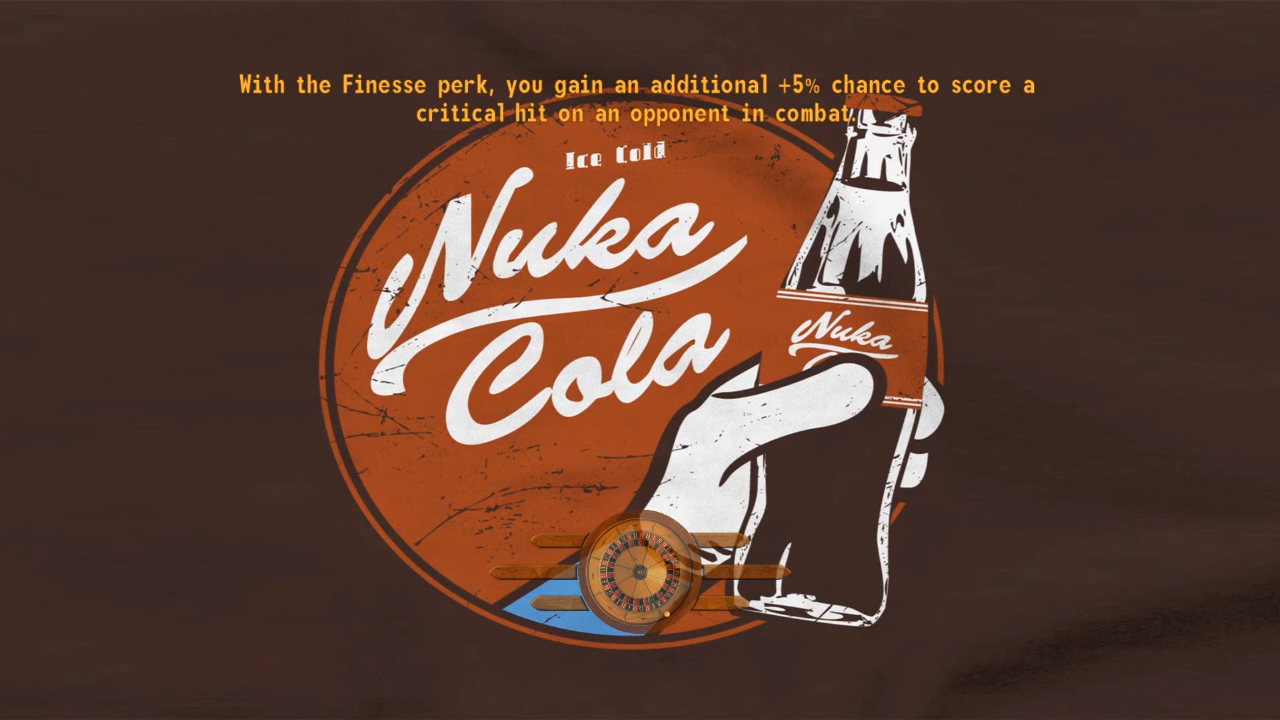 With the Finesse perk, you gain an additional +5% chance to score a
critical hit on an opponent in combat.
Ice Cold
Nuka
Cola
Nuka